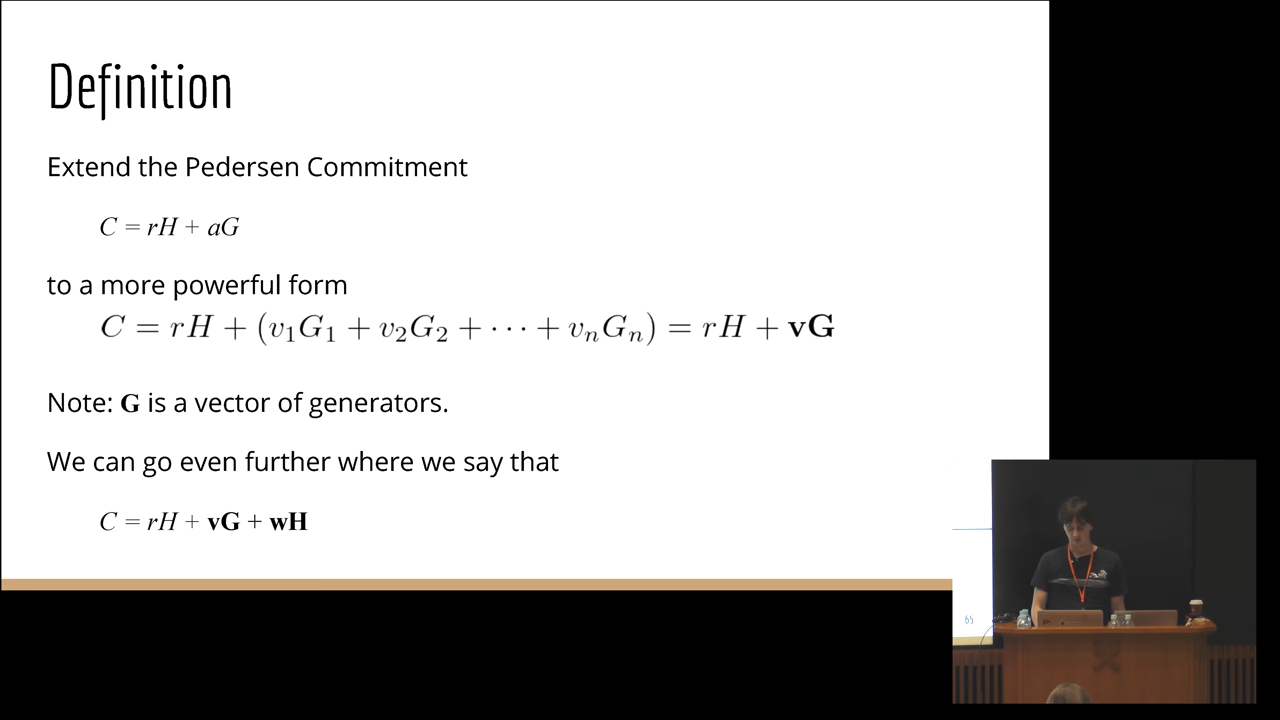 Definition
Extend the Pedersen Commitment
C = rH + aG
to a more powerful form
C = rH + (v₁G₁ + v₂G₂ + ··· + vₙGₙ) = rH + vG
Note: G is a vector of generators.
We can go even further where we say that
C = rH + vG + wH
65